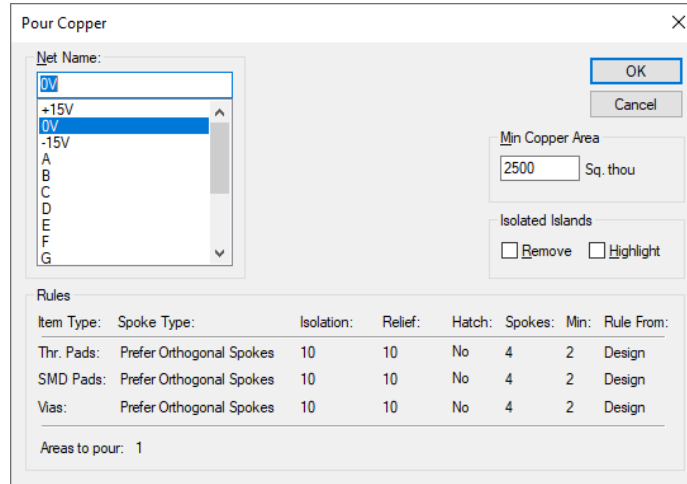 Pour Copper
Net Name:
0V
+15V
0V
-15V
A
B
C
D
E
F
G
OK
Cancel
Min Copper Area
2500 Sq. thou
Isolated Islands
Remove Highlight
Rules
Item Type: Spoke Type: Isolation: Relief: Hatch: Spokes: Min: Rule From:
Thr. Pads: Prefer Orthogonal Spokes 10 10 No 4 2 Design
SMD Pads: Prefer Orthogonal Spokes 10 10 No 4 2 Design
Vias: Prefer Orthogonal Spokes 10 10 No 4 2 Design
Areas to pour: 1